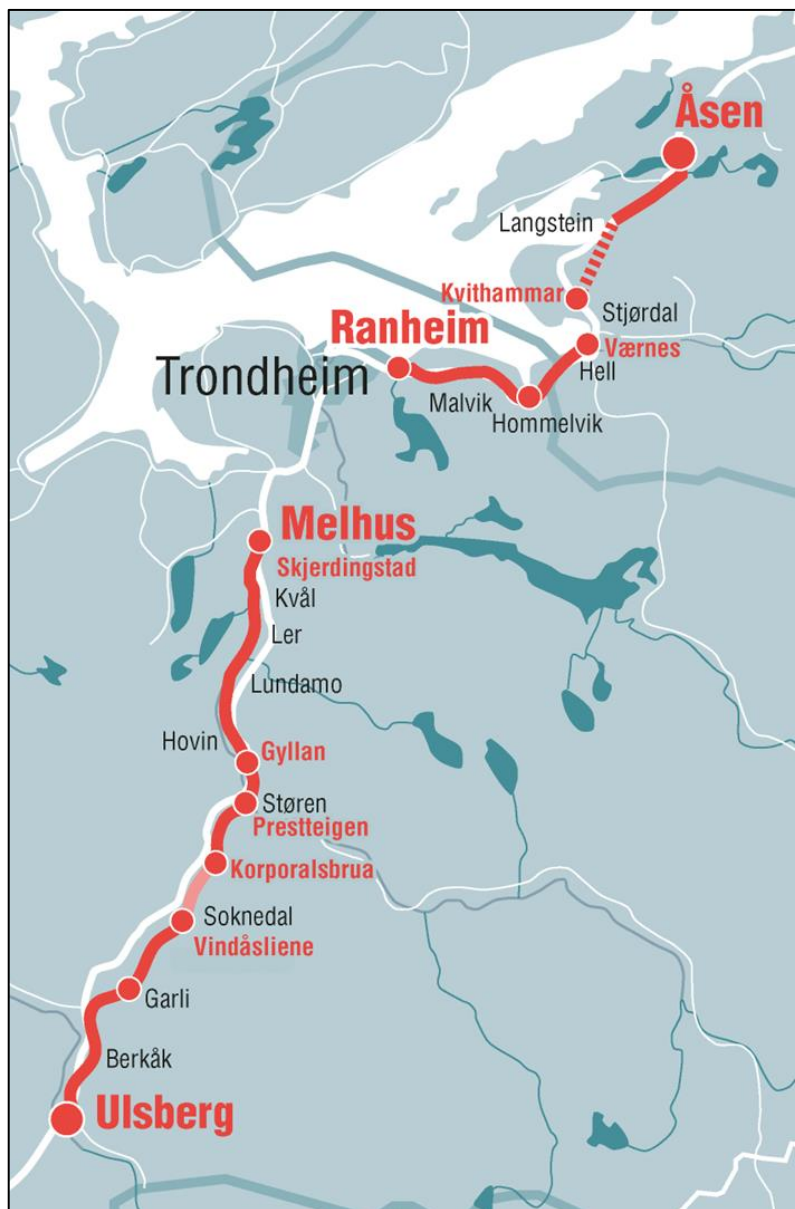 Åsen
Langstein
Kvithammar
Stjørdal
Ranheim
Værnes
Trondheim
Hell
Malvik
Hommelvik
Melhus
Skjerdingstad
Kvål
Ler
Lundamo
Hovin
Gyllan
Støren
Prestteigen
Korporalsbrua
Soknedal
Vindåsliene
Garli
Berkåk
Ulsberg